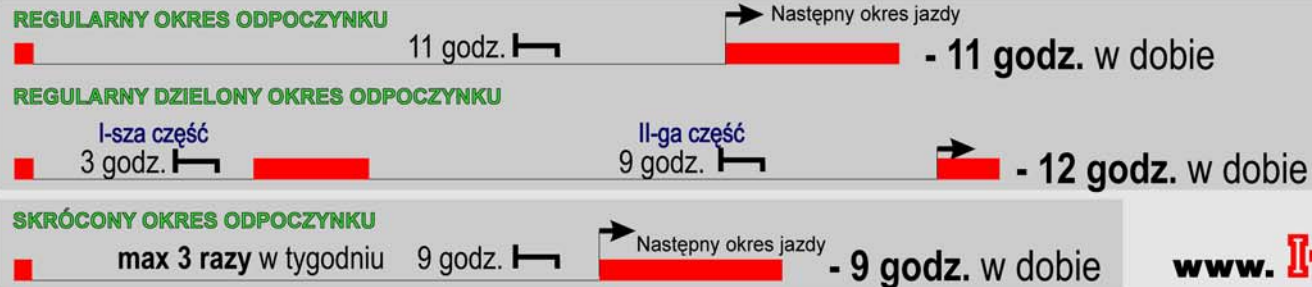 REGULARNY OKRES ODPOCZYNKU
11 godz.
Następny okres jazdy
- 11 godz. w dobie
REGULARNY DZIELONY OKRES ODPOCZYNKU
I-sza część
II-ga część
3 godz.
9 godz.
- 12 godz. w dobie
SKRÓCONY OKRES ODPOCZYNKU
max 3 razy w tygodniu 9 godz.
Następny okres jazdy
- 9 godz. w dobie
www.